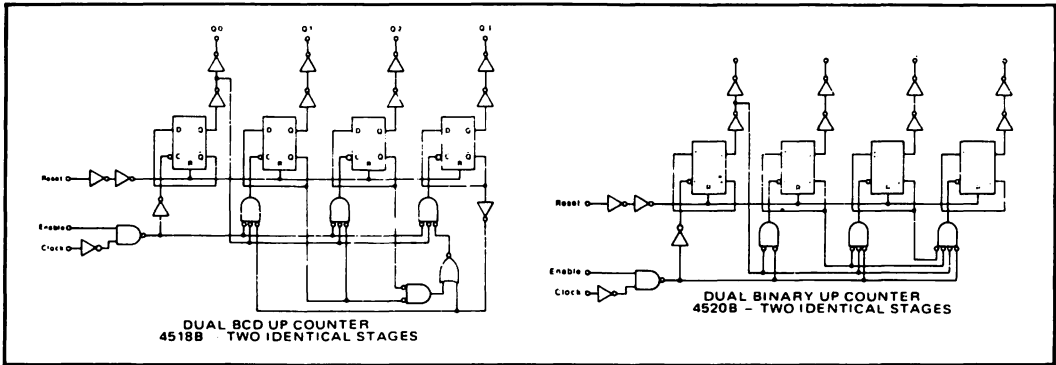 Q0 Q1 Q2
D Q D Q D Q D
C Q C Q C Q C Q
R R R R
Reset
Enable
Clock
DUAL BCD UP COUNTER
4518B - TWO IDENTICAL STAGES
Reset
Enable
Clock
DUAL BINARY UP COUNTER
4520B – TWO IDENTICAL STAGES